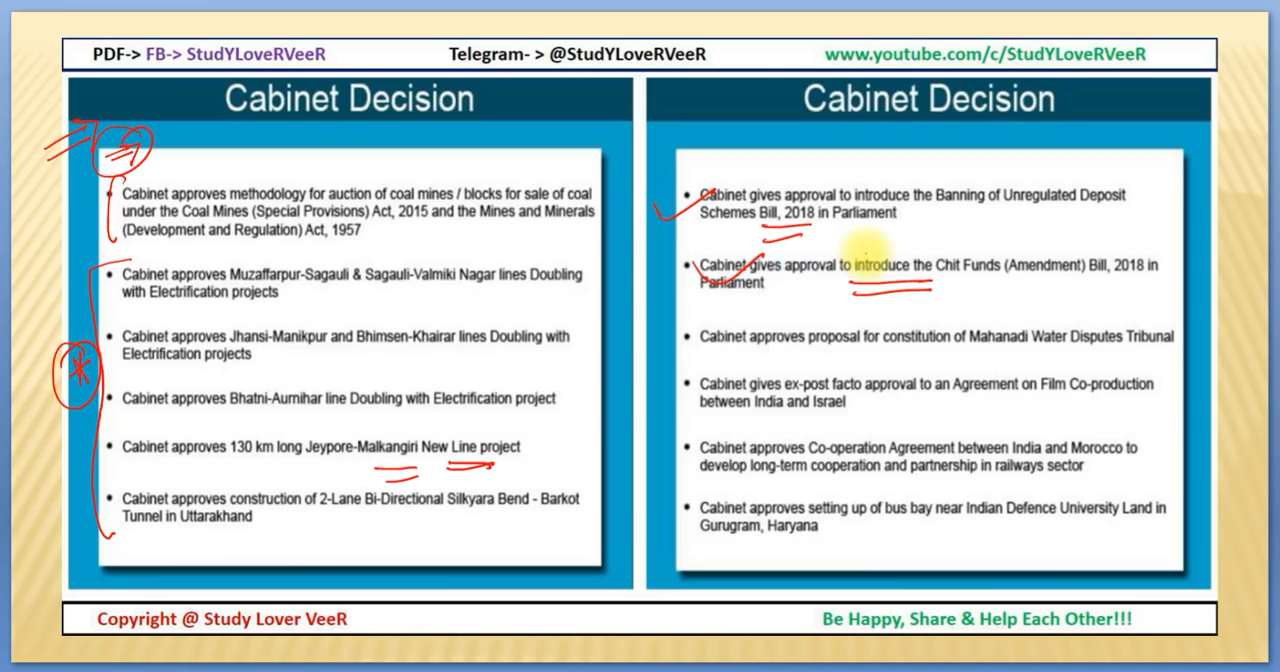 PDF-> FB-> StudYLoveRVeeR
Telegram- > @StudYLoveRVeeR
www.youtube.com/c/StudYLoveRVeeR
Cabinet Decision
• Cabinet approves methodology for auction of coal mines / blocks for sale of coal
under the Coal Mines (Special Provisions) Act, 2015 and the Mines and Minerals
(Development and Regulation) Act, 1957
• Cabinet approves Muzaffarpur-Sagauli & Sagauli-Valmiki Nagar lines Doubling
with Electrification projects
• Cabinet approves Jhansi-Manikpur and Bhimsen-Khairar lines Doubling with
Electrification projects
• Cabinet approves Bhatni-Aurnihar line Doubling with Electrification project
• Cabinet approves 130 km long Jeypore-Malkangiri New Line project
• Cabinet approves construction of 2-Lane Bi-Directional Silkyara Bend - Barkot
Tunnel in Uttarakhand
Cabinet Decision
• Cabinet gives approval to introduce the Banning of Unregulated Deposit
Schemes Bill, 2018 in Parliament
• Cabinet gives approval to introduce the Chit Funds (Amendment) Bill, 2018 in
Parliament
• Cabinet approves proposal for constitution of Mahanadi Water Disputes Tribunal
• Cabinet gives ex-post facto approval to an Agreement on Film Co-production
between India and Israel
• Cabinet approves Co-operation Agreement between India and Morocco to
develop long-term cooperation and partnership in railways sector
• Cabinet approves setting up of bus bay near Indian Defence University Land in
Gurugram, Haryana
Copyright @ Study Lover VeeR
Be Happy, Share & Help Each Other!!!